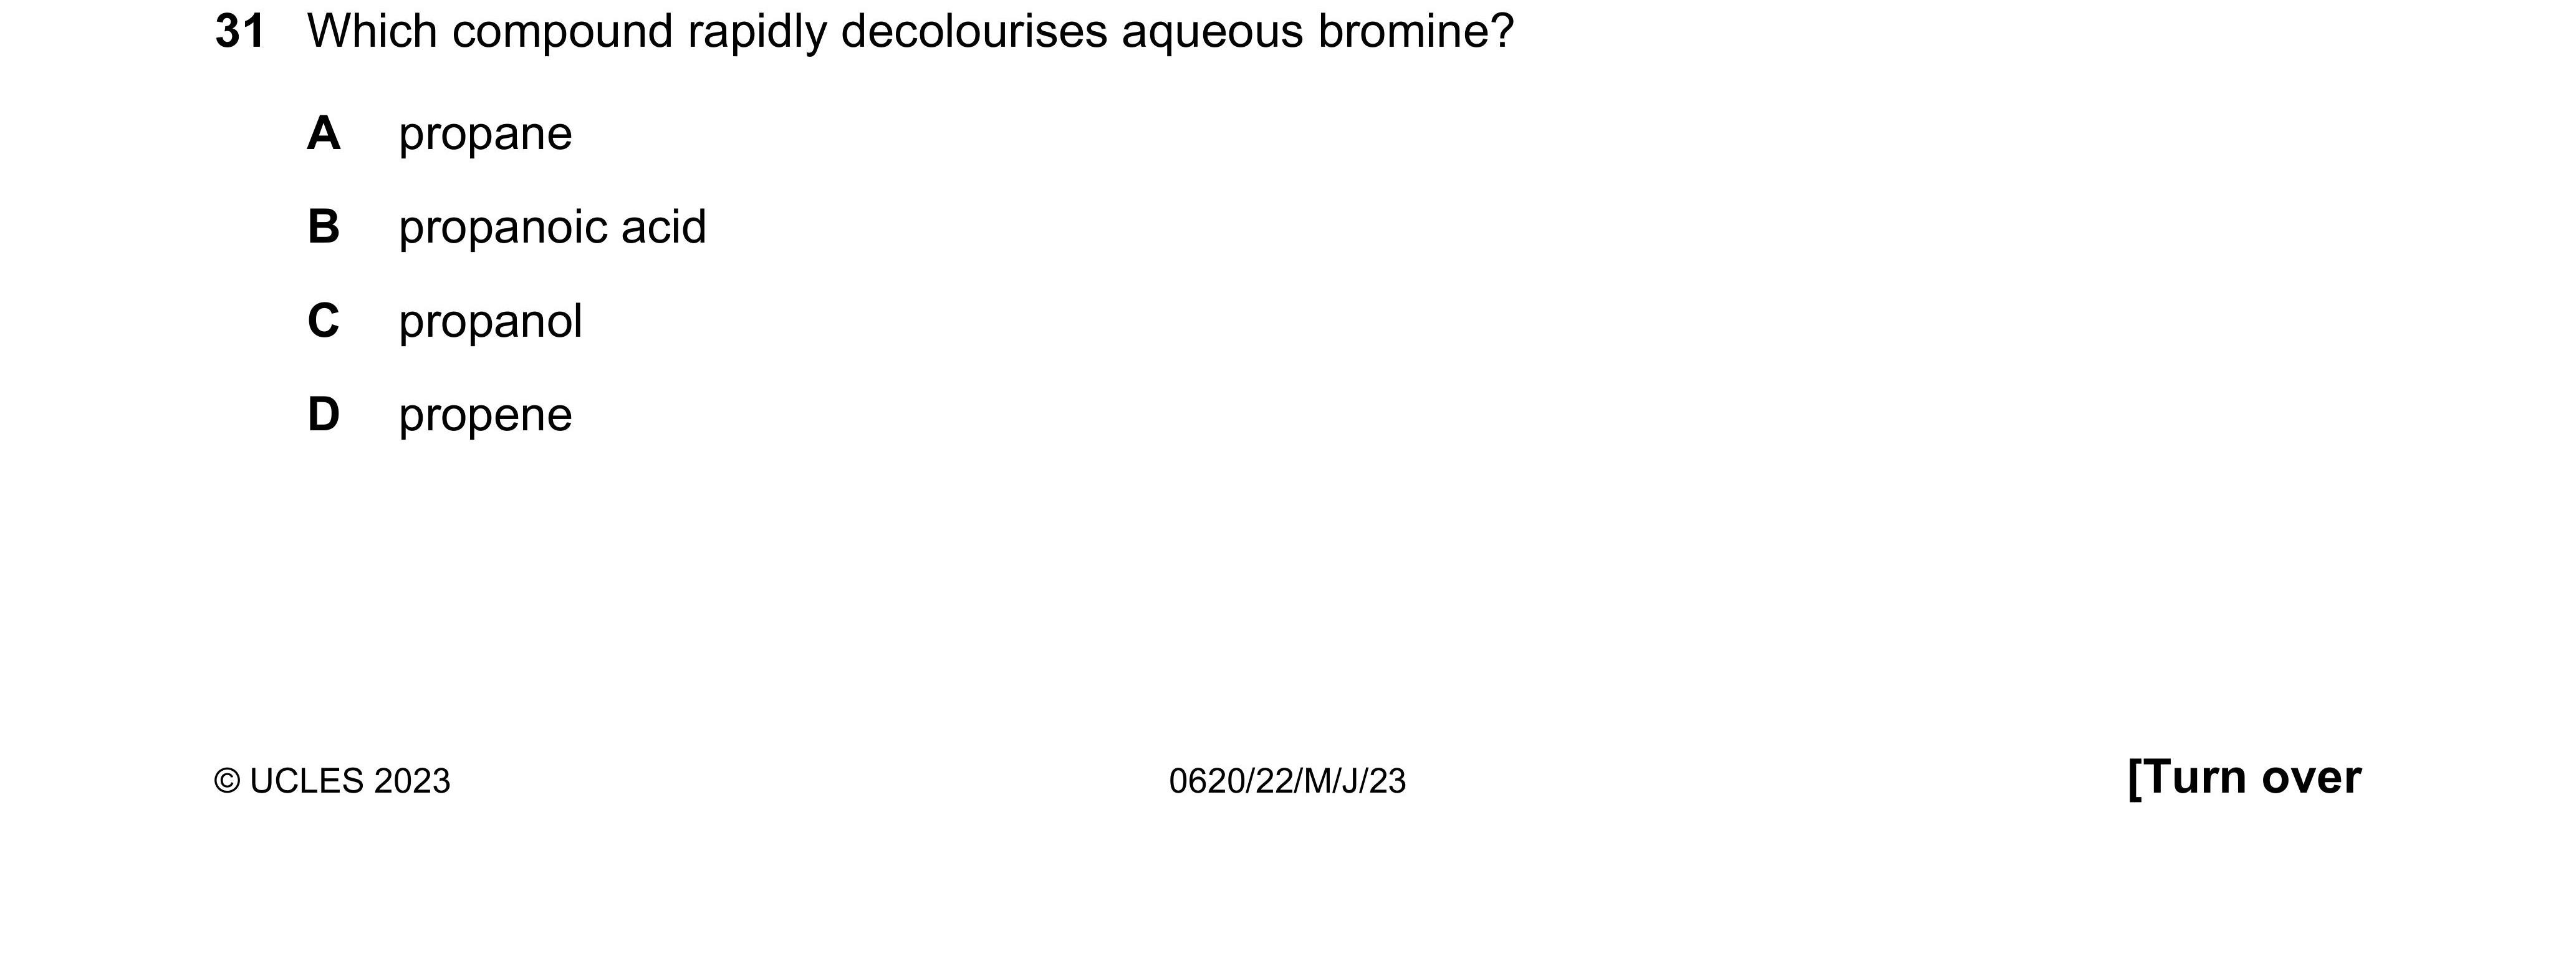 31 Which compound rapidly decolourises aqueous bromine?
A propane
B propanoic acid
C propanol
D propene
© UCLES 2023 0620/22/M/J/23 [Turn over